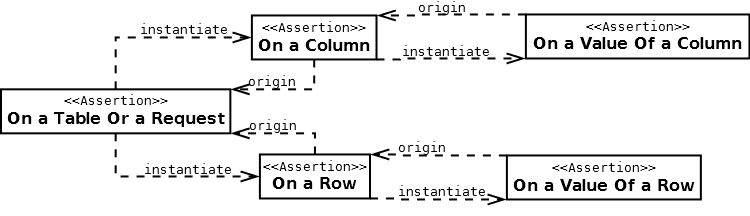 origin
instantiate
<<Assertion>>
On a Column
<<Assertion>>
On a Value Of a Column
instantiate
origin
<<Assertion>>
On a Table Or a Request
origin
instantiate
<<Assertion>>
On a Row
origin
<<Assertion>>
On a Value Of a Row
instantiate